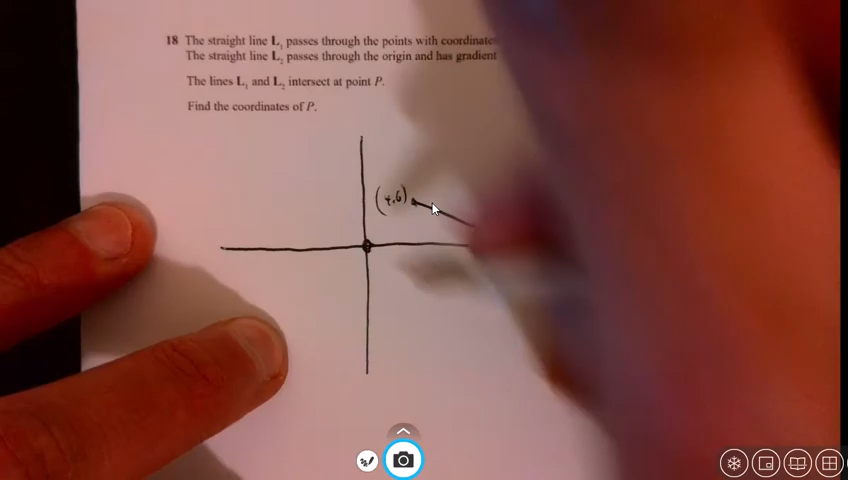 18 The straight line L₁ passes through the points with coordinates
The straight line L₂ passes through the origin and has gradient
The lines L₁ and L₂ intersect at point P.
Find the coordinates of P.
(4,6)